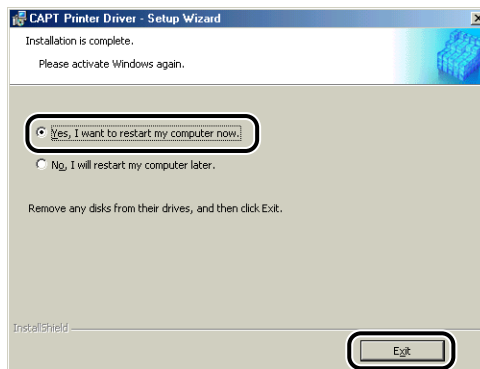 CAPT Printer Driver - Setup Wizard
Installation is complete.
Please activate Windows again.
Yes, I want to restart my computer now.
No, I will restart my computer later.
Remove any disks from their drives, and then click Exit.
InstallShield
Exit